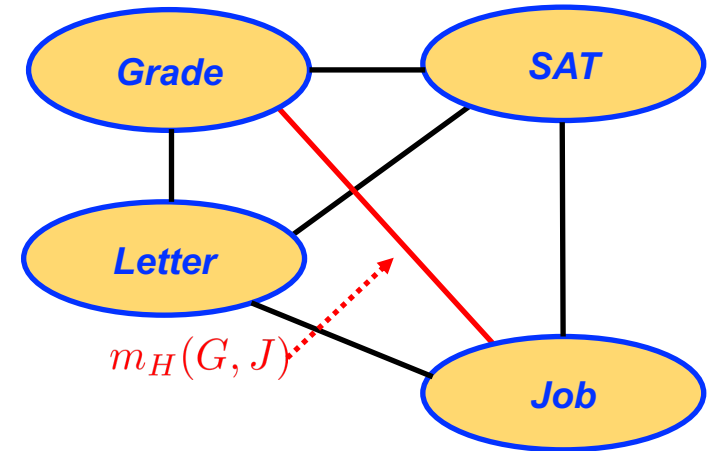 Grade
SAT
Letter
m_H(G, J)
Job